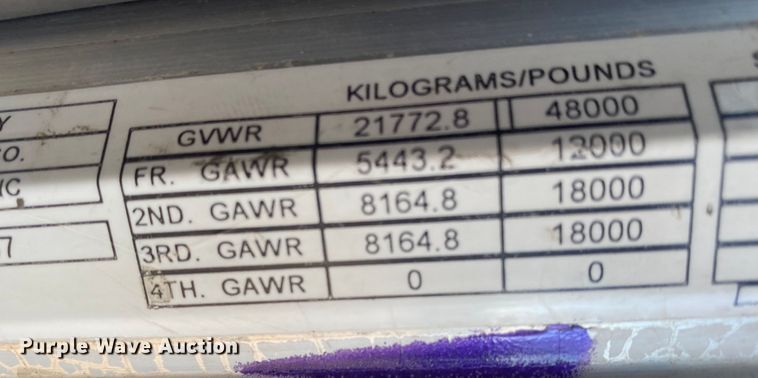 KILOGRAMS/POUNDS
GVWR 21772.8 48000
FR. GAWR 5443.2 12000
2ND. GAWR 8164.8 18000
3RD. GAWR 8164.8 18000
4TH. GAWR 0 0
Purple Wave Auction